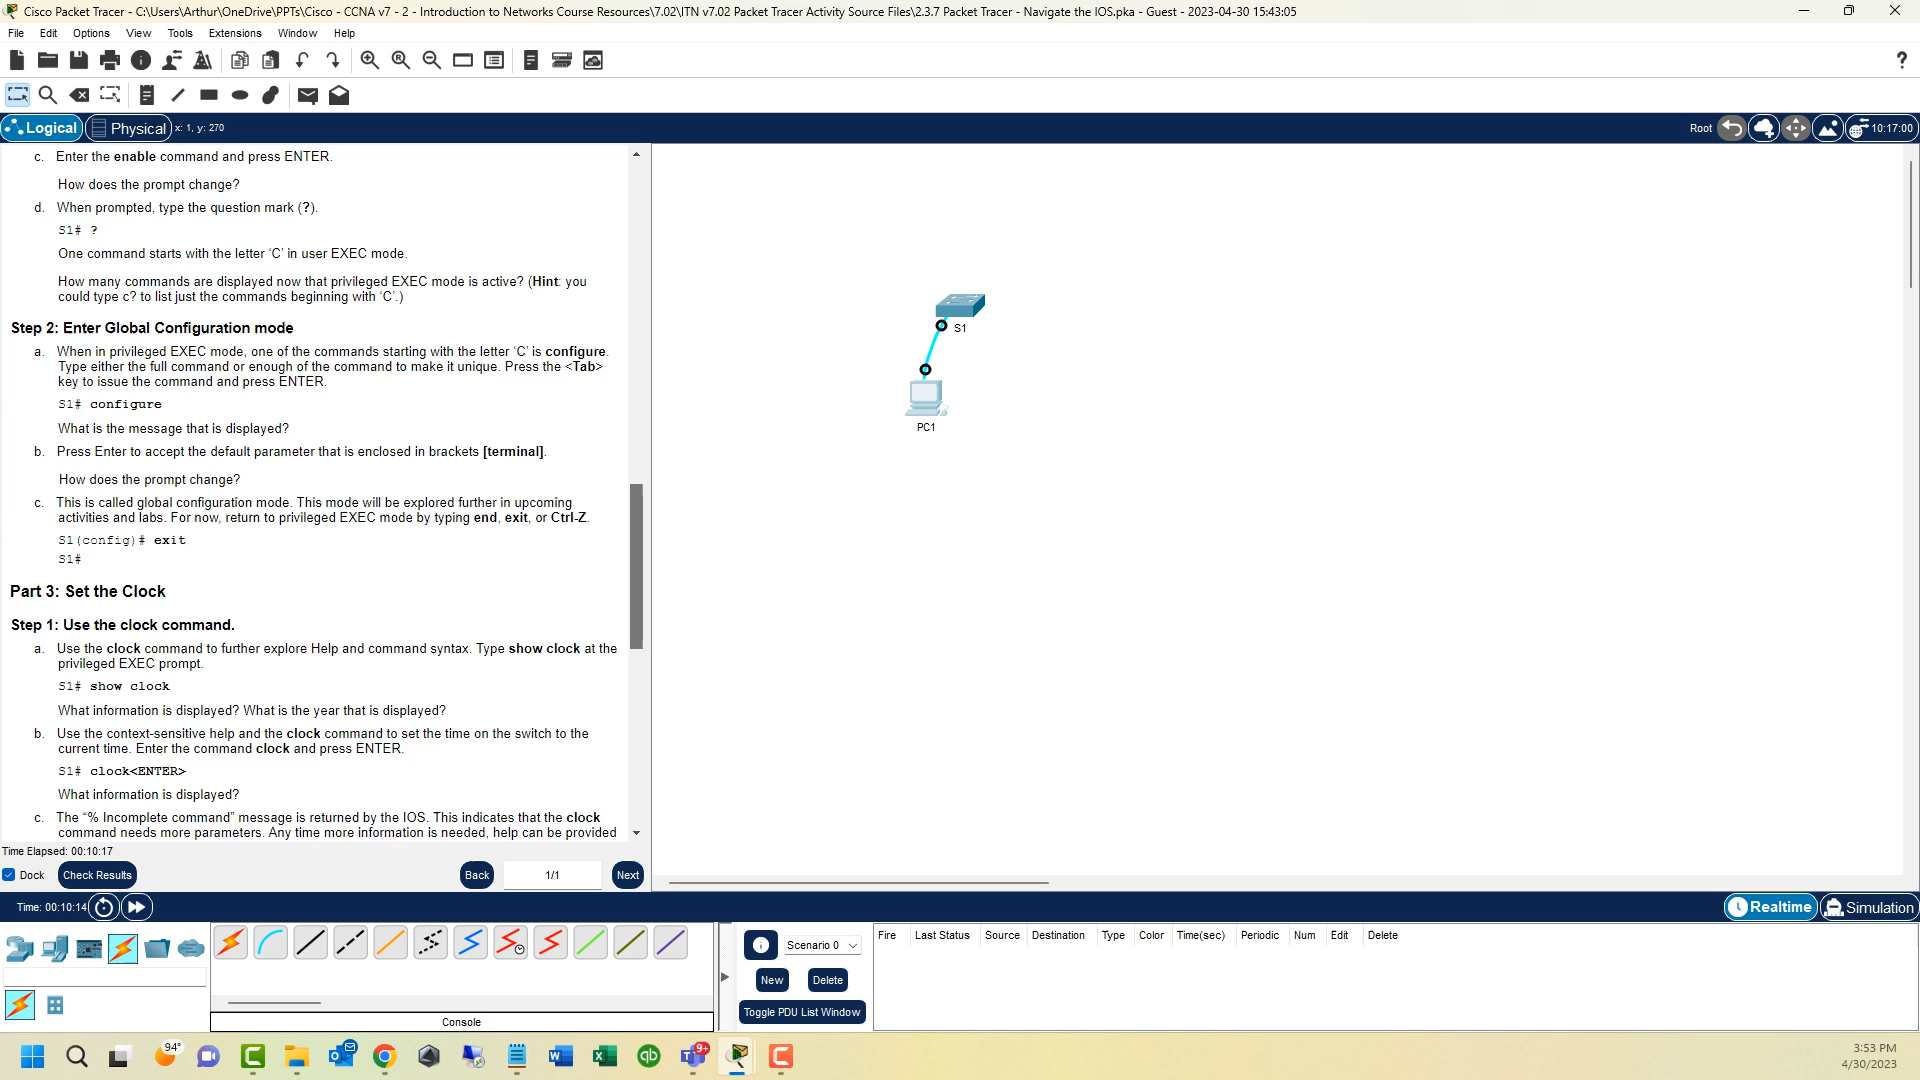 Cisco Packet Tracer - C:\Users\Arthur\OneDrive\PPTs\Cisco - CCNA v7 - 2 - Introduction to Networks Course Resources\7.02\ITN v7.02 Packet Tracer Activity Source Files\2.3.7 Packet Tracer - Navigate the IOS.pka - Guest - 2023-04-30 15:43:05
File Edit Options View Tools Extensions Window Help
Logical Physical x: 1, y: 270 Root 10:17:00
c. Enter the enable command and press ENTER.
How does the prompt change?
d. When prompted, type the question mark (?).
S1# ?
One command starts with the letter 'C' in user EXEC mode.
How many commands are displayed now that privileged EXEC mode is active? (Hint: you
could type c? to list just the commands beginning with 'C'.)
Step 2: Enter Global Configuration mode
a. When in privileged EXEC mode, one of the commands starting with the letter 'C' is configure.
Type either the full command or enough of the command to make it unique. Press the <Tab>
key to issue the command and press ENTER.
S1# configure
What is the message that is displayed?
b. Press Enter to accept the default parameter that is enclosed in brackets [terminal].
How does the prompt change?
c. This is called global configuration mode. This mode will be explored further in upcoming
activities and labs. For now, return to privileged EXEC mode by typing end, exit, or Ctrl-Z.
S1(config)# exit
S1#
Part 3: Set the Clock
Step 1: Use the clock command.
a. Use the clock command to further explore Help and command syntax. Type show clock at the
privileged EXEC prompt.
S1# show clock
What information is displayed? What is the year that is displayed?
b. Use the context-sensitive help and the clock command to set the time on the switch to the
current time. Enter the command clock and press ENTER.
S1# clock<ENTER>
What information is displayed?
c. The "% Incomplete command" message is returned by the IOS. This indicates that the clock
command needs more parameters. Any time more information is needed, help can be provided
S1
PC1
Time Elapsed: 00:10:17
Dock Check Results Back 1/1 Next
Time: 00:10:14 Realtime Simulation
Console
Scenario 0
New Delete
Toggle PDU List Window
Fire Last Status Source Destination Type Color Time(sec) Periodic Num Edit Delete
94°
9+
3:53 PM
4/30/2023